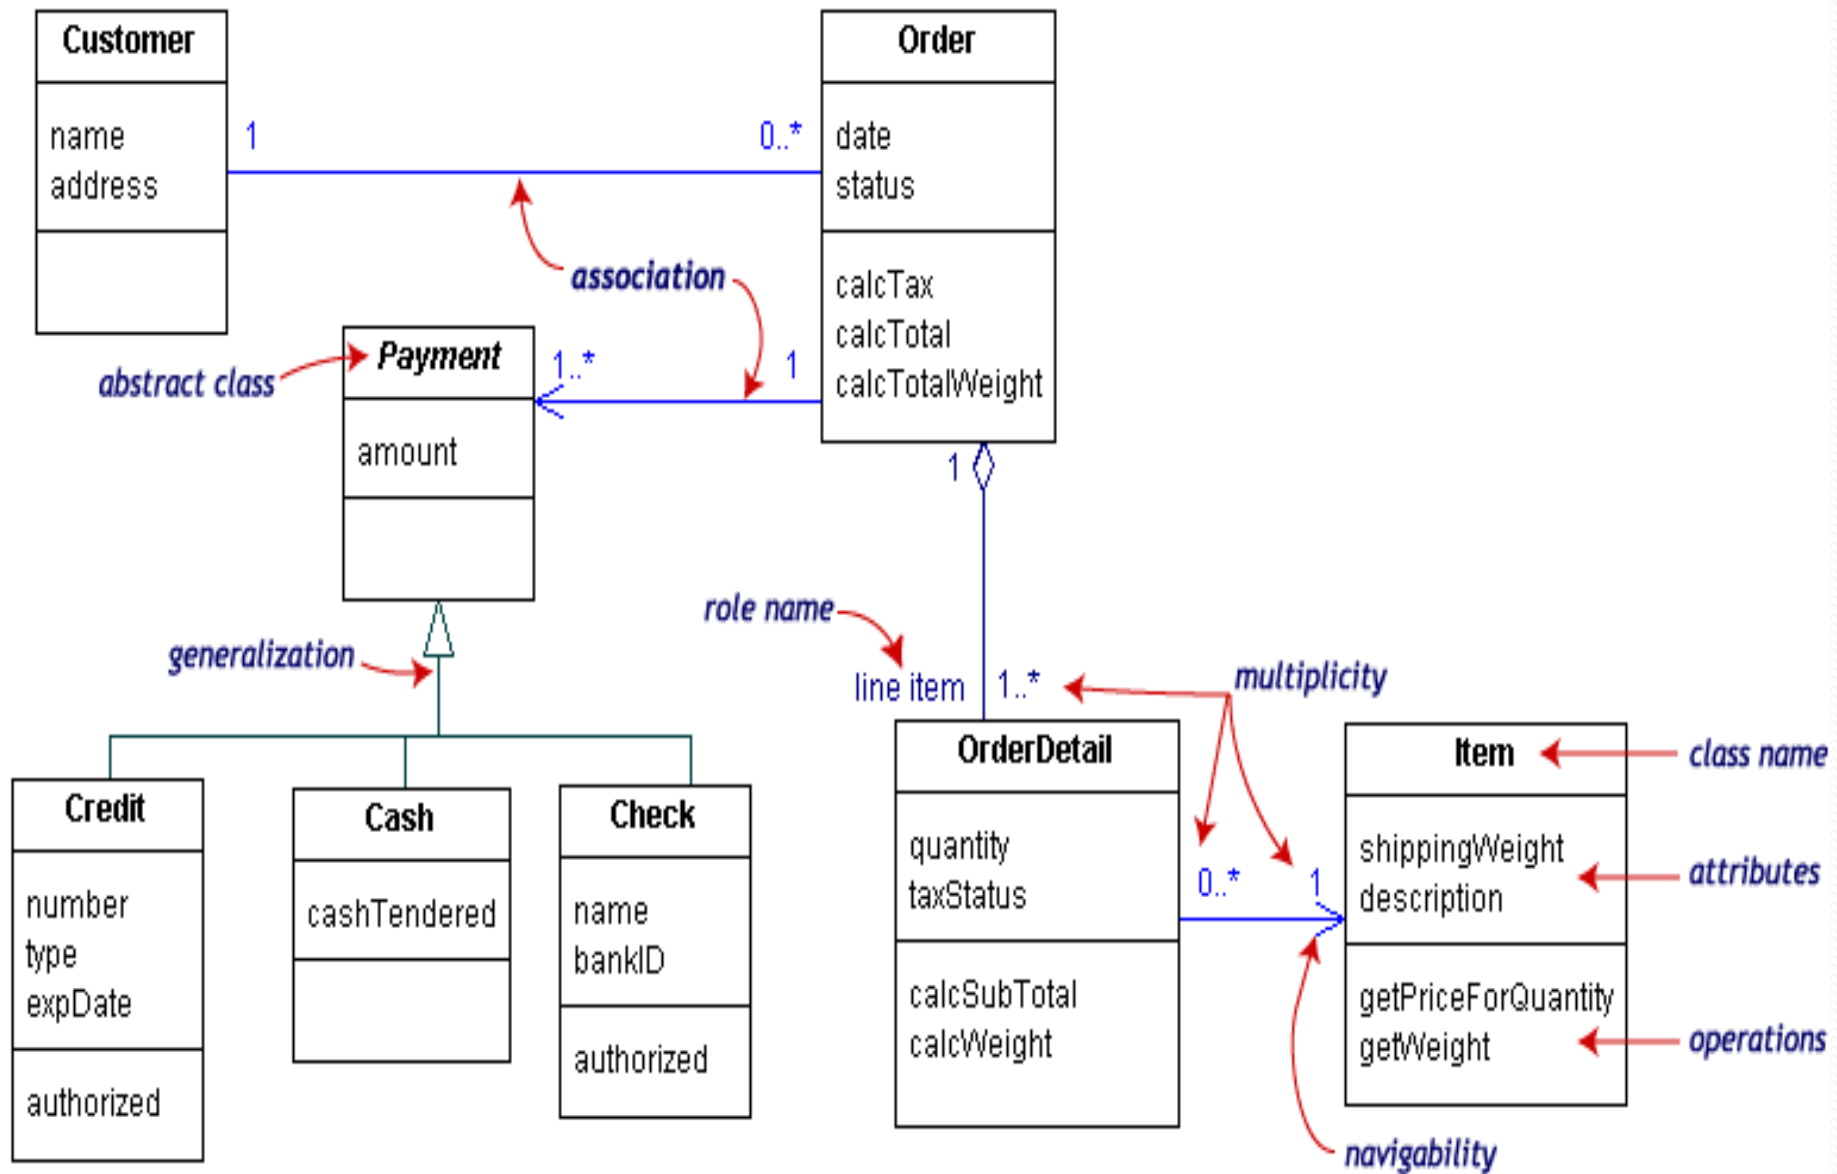 Customer
name
address
1
0..*
Order
date
status
calcTax
calcTotal
calcTotalWeight
association
abstract class
Payment
amount
1..*
1
1
generalization
role name
line item
1..*
multiplicity
Credit
number
type
expDate
authorized
Cash
cashTendered
Check
name
bankID
authorized
OrderDetail
quantity
taxStatus
calcSubTotal
calcWeight
0..*
1
Item
shippingWeight
description
getPriceForQuantity
getWeight
class name
attributes
operations
navigability